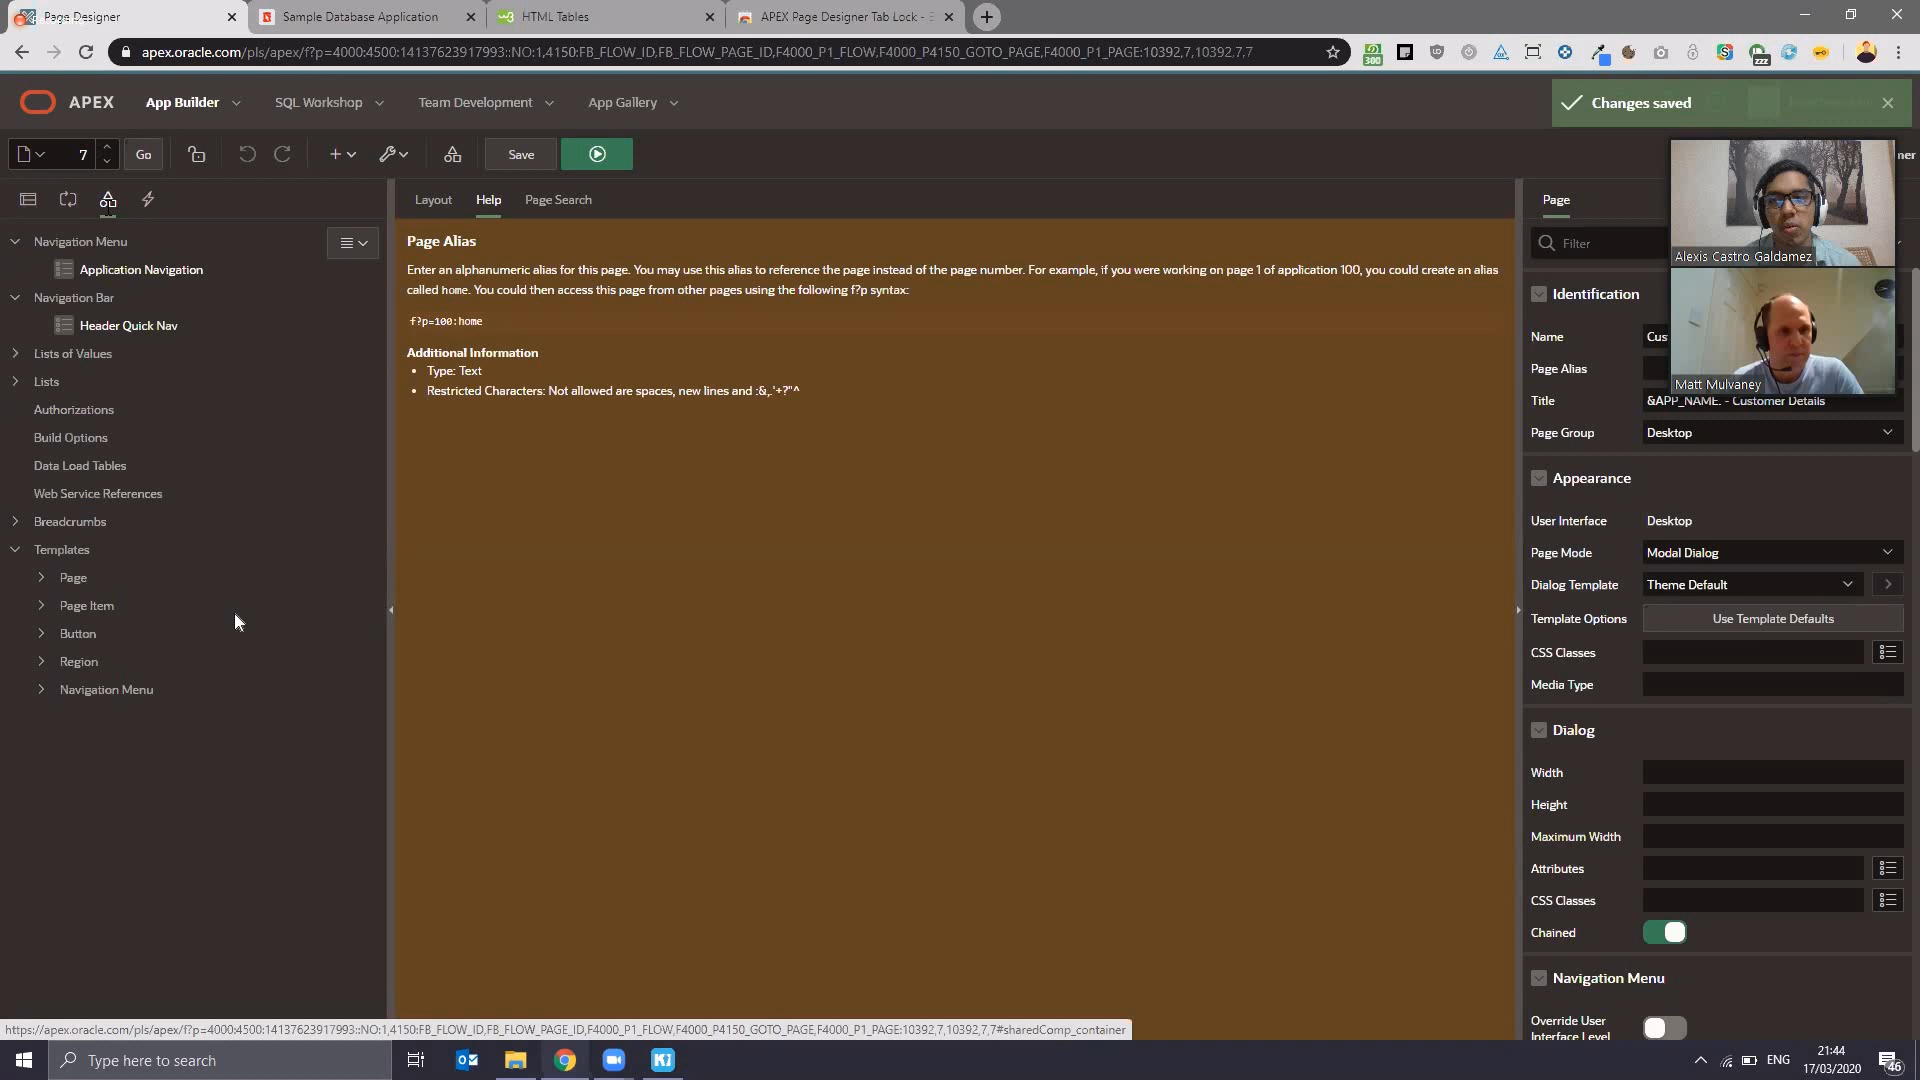 Page Designer
Sample Database Application
HTML Tables
APEX Page Designer Tab Lock -
apex.oracle.com/pls/apex/f?p=4000:4500:14137623917993::NO:1,4150:FB_FLOW_ID,FB_FLOW_PAGE_ID,F4000_P1_FLOW,F4000_P4150_GOTO_PAGE,F4000_P1_PAGE:10392,7,10392,7,7
300
zzz
APEX
App Builder
SQL Workshop
Team Development
App Gallery
Changes saved
7
Go
Save
Layout
Help
Page Search
Page
Navigation Menu
Application Navigation
Navigation Bar
Header Quick Nav
Lists of Values
Lists
Authorizations
Build Options
Data Load Tables
Web Service References
Breadcrumbs
Templates
Page
Page Item
Button
Region
Navigation Menu
Page Alias
Enter an alphanumeric alias for this page. You may use this alias to reference the page instead of the page number. For example, if you were working on page 1 of application 100, you could create an alias
called home. You could then access this page from other pages using the following f?p syntax:
f?p=100:home
Additional Information
Type: Text
Restricted Characters: Not allowed are spaces, new lines and :&,.'+?"^
Alexis Castro Galdamez
Matt Mulvaney
ner
Filter
Identification
Name
Cus
Page Alias
Title
&APP_NAME. - Customer Details
Page Group
Desktop
Appearance
User Interface
Desktop
Page Mode
Modal Dialog
Dialog Template
Theme Default
Template Options
Use Template Defaults
CSS Classes
Media Type
Dialog
Width
Height
Maximum Width
Attributes
CSS Classes
Chained
Navigation Menu
Override User
Interface Level
https://apex.oracle.com/pls/apex/f?p=4000:4500:14137623917993::NO:1,4150:FB_FLOW_ID,FB_FLOW_PAGE_ID,F4000_P1_FLOW,F4000_P4150_GOTO_PAGE,F4000_P1_PAGE:10392,7,10392,7,7#sharedComp_container
Type here to search
ENG
21:44
17/03/2020
46